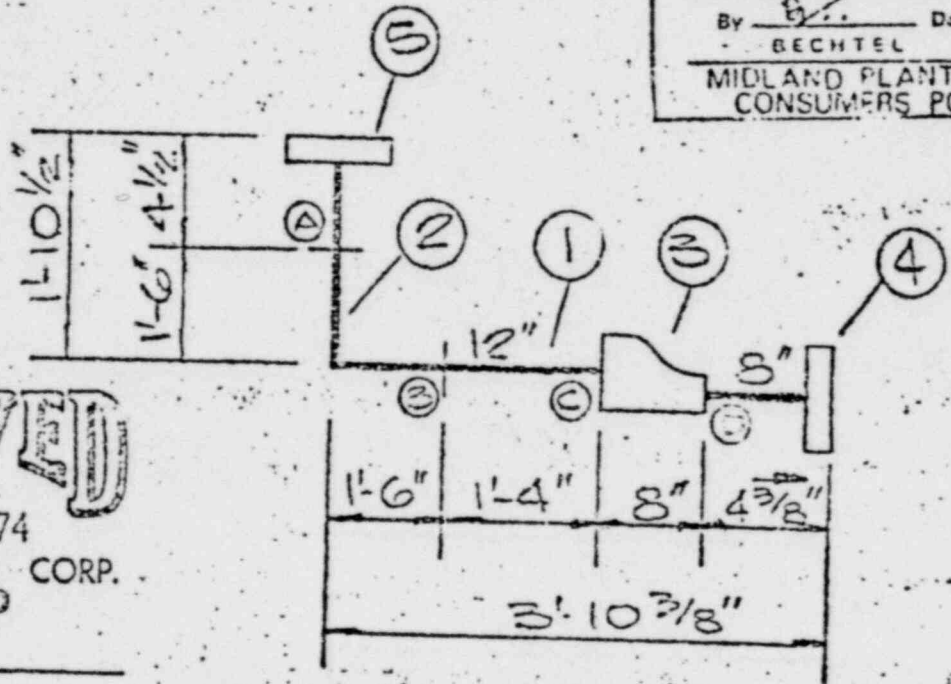 By
BECHTEL
MIDLAND PLANT
CONSUMERS
5
1'-10 1/2"
1'-6"
4-1/2"
A
2
1
3
4
12"
8"
B
C
D
1'-6"
1'-4"
8"
4 3/8"
74
CORP.
3'-10 3/8"